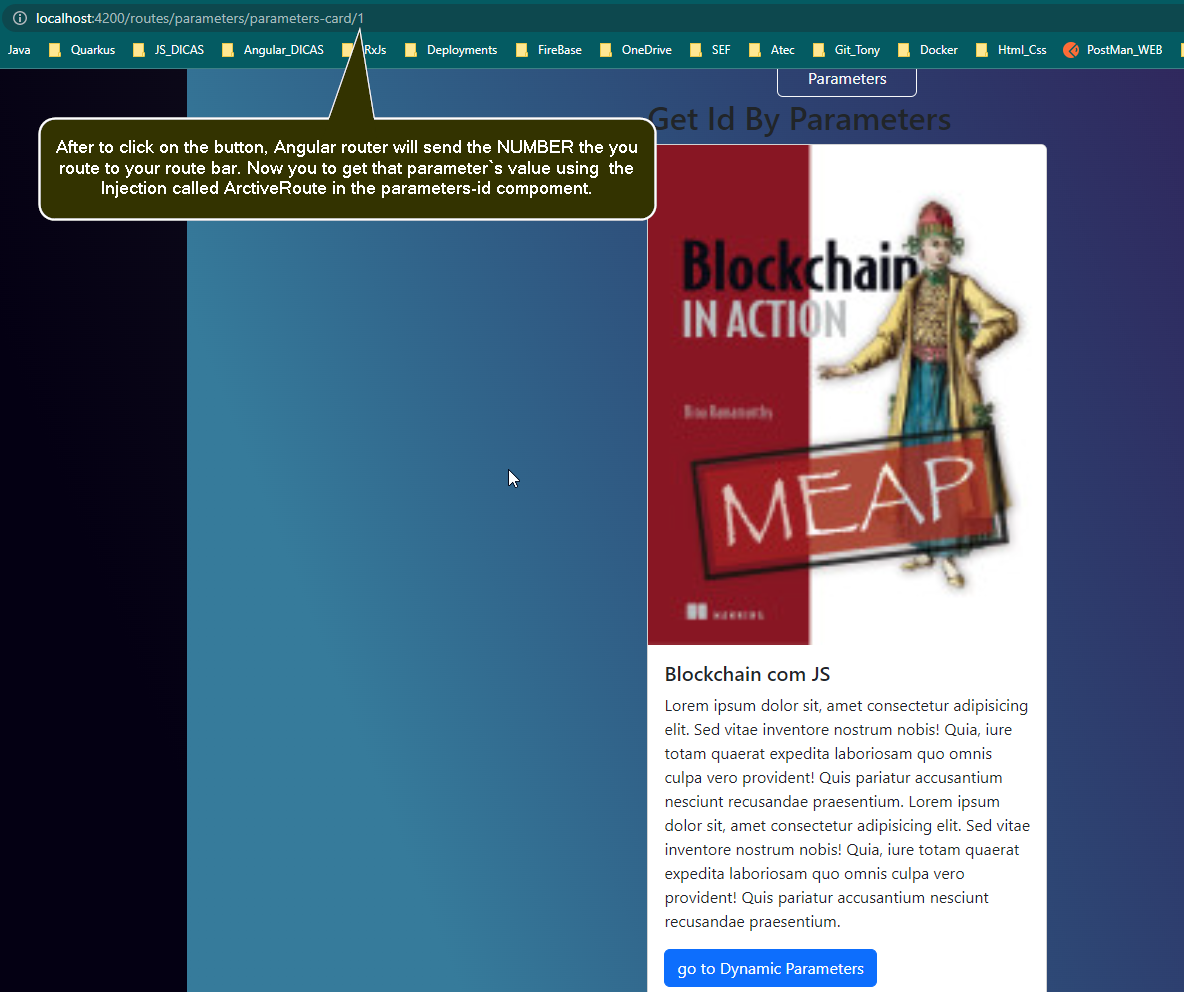 localhost:4200/routes/parameters/parameters-card/1
Java Quarkus JS_DICAS Angular_DICAS RxJs Deployments FireBase OneDrive SEF Atec Git_Tony Docker Html_Css PostMan_WEB
Parameters
Get Id By Parameters
After to click on the button, Angular router will send the NUMBER the you
route to your route bar. Now you to get that parameter`s value using  the
Injection called ArctiveRoute in the parameters-id compoment.
Blockchain
IN ACTION
MEAP
MANNING
Blockchain com JS
Lorem ipsum dolor sit, amet consectetur adipisicing
elit. Sed vitae inventore nostrum nobis! Quia, iure
totam quaerat expedita laboriosam quo omnis
culpa vero provident! Quis pariatur accusantium
nesciunt recusandae praesentium. Lorem ipsum
dolor sit, amet consectetur adipisicing elit. Sed vitae
inventore nostrum nobis! Quia, iure totam quaerat
expedita laboriosam quo omnis culpa vero
provident! Quis pariatur accusantium nesciunt
recusandae praesentium.
go to Dynamic Parameters